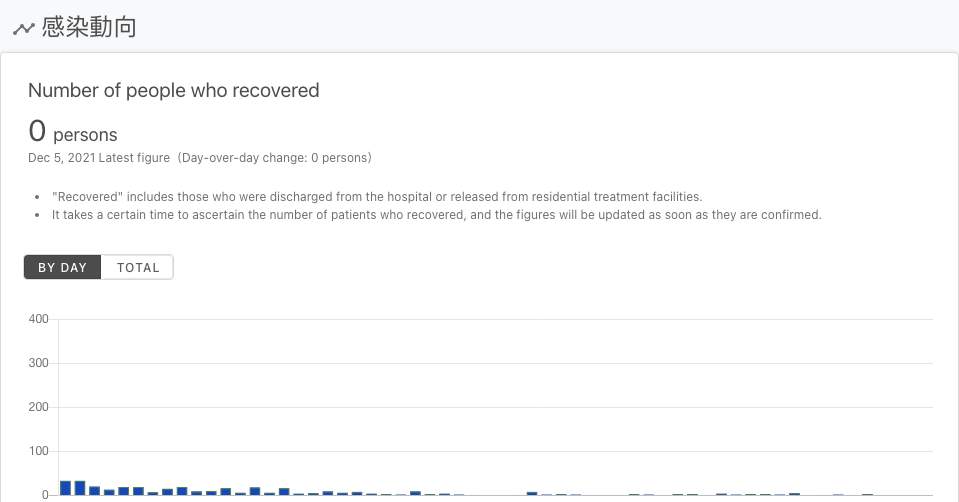 感染動向
Number of people who recovered
0 persons
Dec 5, 2021 Latest figure (Day-over-day change: 0 persons)
• "Recovered" includes those who were discharged from the hospital or released from residential treatment facilities.
• It takes a certain time to ascertain the number of patients who recovered, and the figures will be updated as soon as they are confirmed.
BY DAY TOTAL
400
300
200
100
0